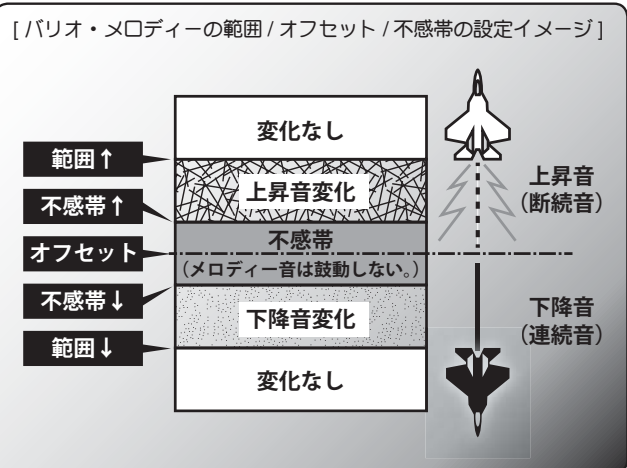 [ バリオ・メロディーの範囲 / オフセット / 不感帯の設定イメージ ]
変化なし
範囲↑
上昇音変化
上昇音
（断続音）
不感帯↑
不感帯
オフセット
（メロディー音は鼓動しない。）
不感帯↓
下降音変化
下降音
（連続音）
範囲↓
変化なし